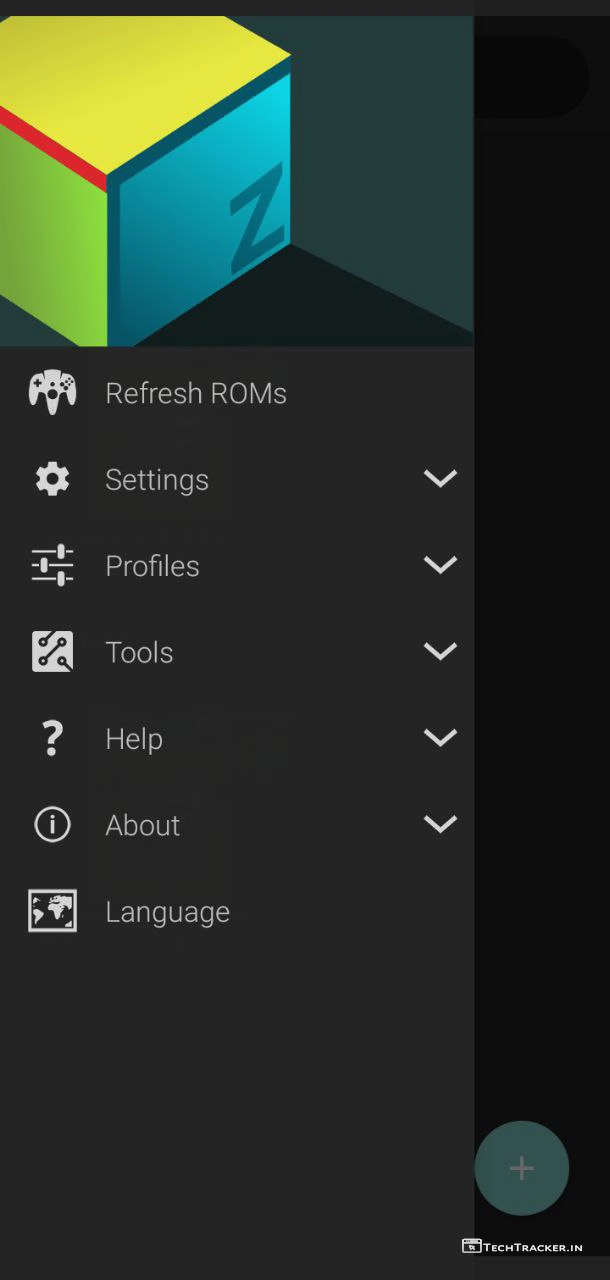 Z
Refresh ROMs
Settings
Profiles
Tools
Help
About
Language
TECHTRACKER.IN